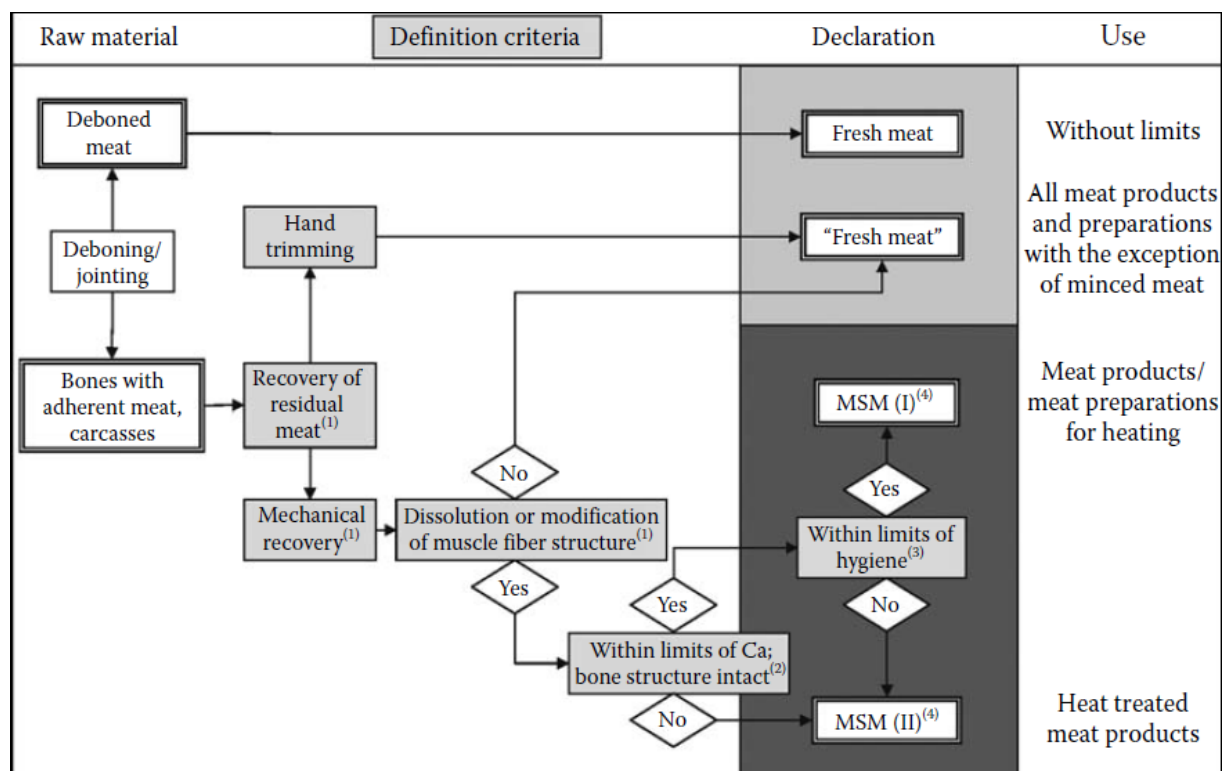 Raw material
Definition criteria
Declaration
Use
Deboned
meat
Fresh meat
Without limits
Deboning/
jointing
Hand
trimming
“Fresh meat”
All meat products
and preparations
with the exception
of minced meat
Bones with
adherent meat,
carcasses
Recovery of
residual
meat(1)
MSM (I)(4)
Meat products/
meat preparations
for heating
No
Yes
Mechanical
recovery(1)
Dissolution or modification
of muscle fiber structure(1)
Within limits of
hygiene(3)
Yes
Yes
No
Within limits of Ca;
bone structure intact(2)
No
MSM (II)(4)
Heat treated
meat products